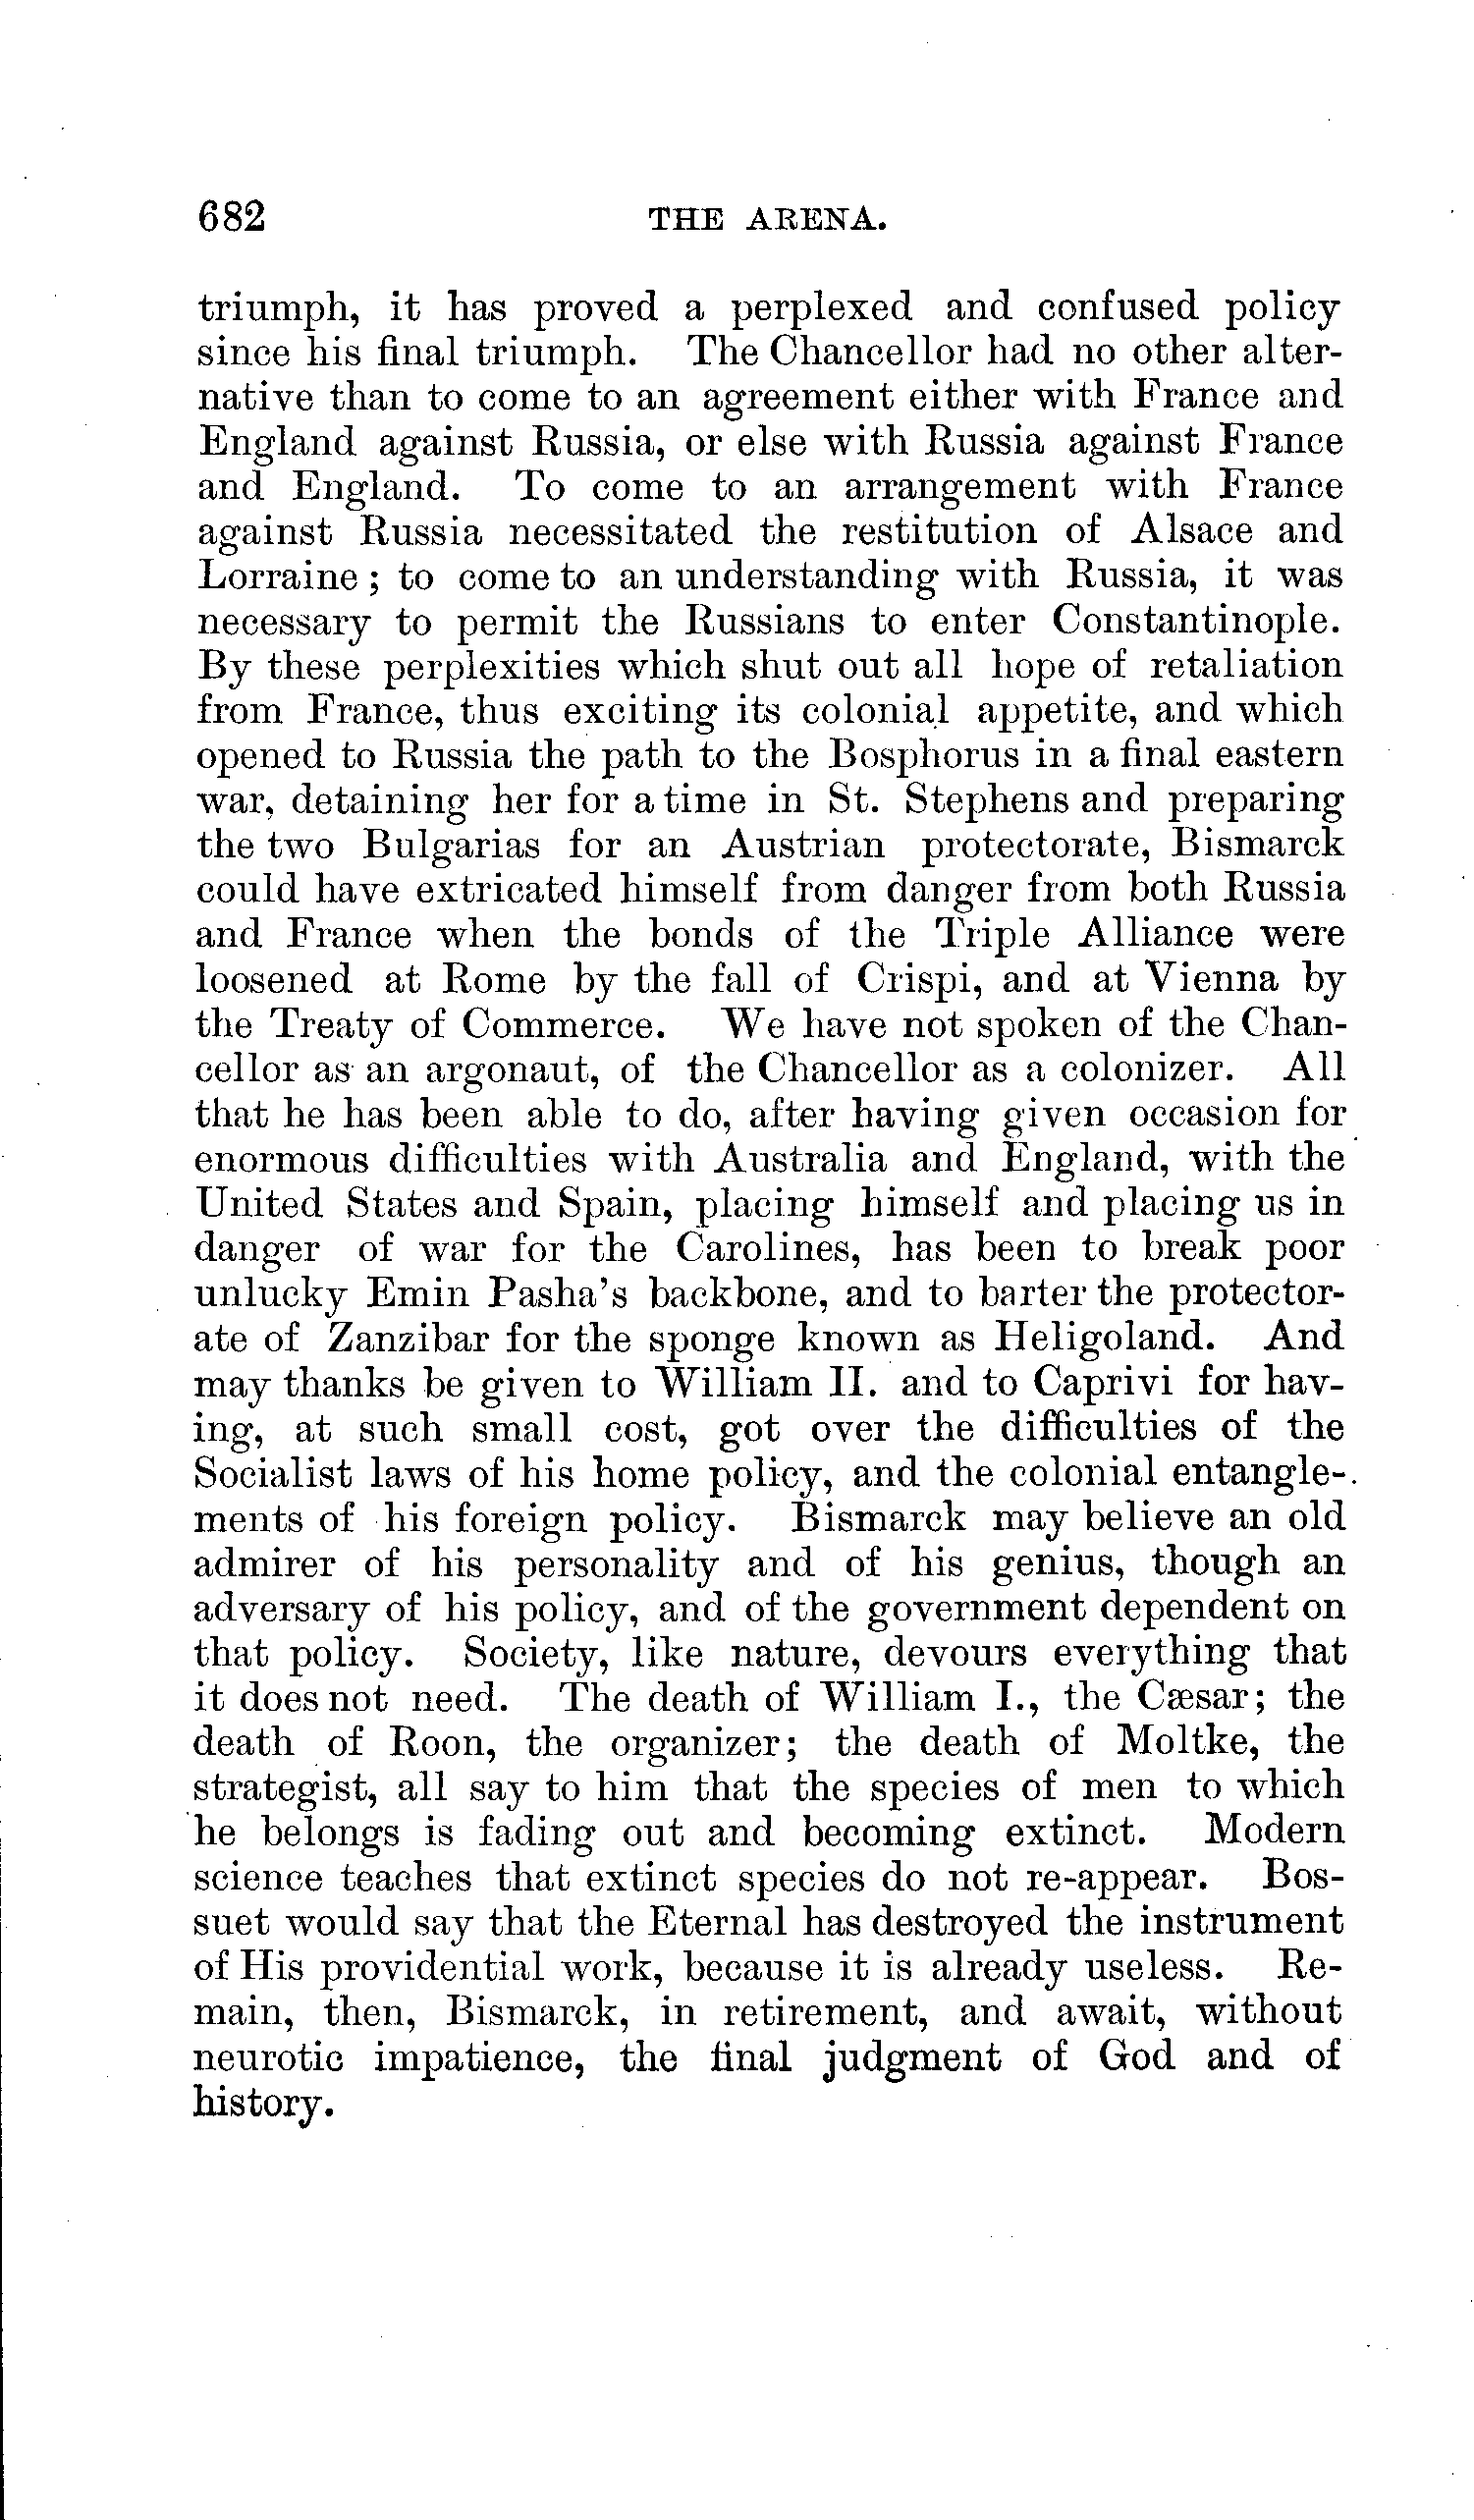 682 THE ARENA.
triumph, it has proved a perplexed and confused policy
since his final triumph. The Chancellor had no other alter-
native than to come to an agreement either with France and
England against Russia, or else with Russia against France
and England. To come to an arrangement with France
against Russia necessitated the restitution of Alsace and
Lorraine; to come to an understanding with Russia, it was
necessary to permit the Russians to enter Constantinople.
By these perplexities which shut out all hope of retaliation
from France, thus exciting its colonial appetite, and which
opened to Russia the path to the Bosphorus in a final eastern
war, detaining her for a time in St. Stephens and preparing
the two Bulgarias for an Austrian protectorate, Bismarck
could have extricated himself from danger from both Russia
and France when the bonds of the Triple Alliance were
loosened at Rome by the fall of Crispi, and at Vienna by
the Treaty of Commerce. We have not spoken of the Chan-
cellor as an argonaut, of the Chancellor as a colonizer. All
that he has been able to do, after having given occasion for
enormous difficulties with Australia and England, with the
United States and Spain, placing himself and placing us in
danger of war for the Carolines, has been to break poor
unlucky Emin Pasha's backbone, and to barter the protector-
ate of Zanzibar for the sponge known as Heligoland. And
may thanks be given to William II. and to Caprivi for hav-
ing, at such small cost, got over the difficulties of the
Socialist laws of his home policy, and the colonial entangle-
ments of his foreign policy. Bismarck may believe an old
admirer of his personality and of his genius, though an
adversary of his policy, and of the government dependent on
that policy. Society, like nature, devours everything that
it does not need. The death of William I., the Cæsar; the
death of Roon, the organizer; the death of Moltke, the
strategist, all say to him that the species of men to which
he belongs is fading out and becoming extinct. Modern
science teaches that extinct species do not re-appear. Bos-
suet would say that the Eternal has destroyed the instrument
of His providential work, because it is already useless. Re-
main, then, Bismarck, in retirement, and await, without
neurotic impatience, the final judgment of God and of
history.